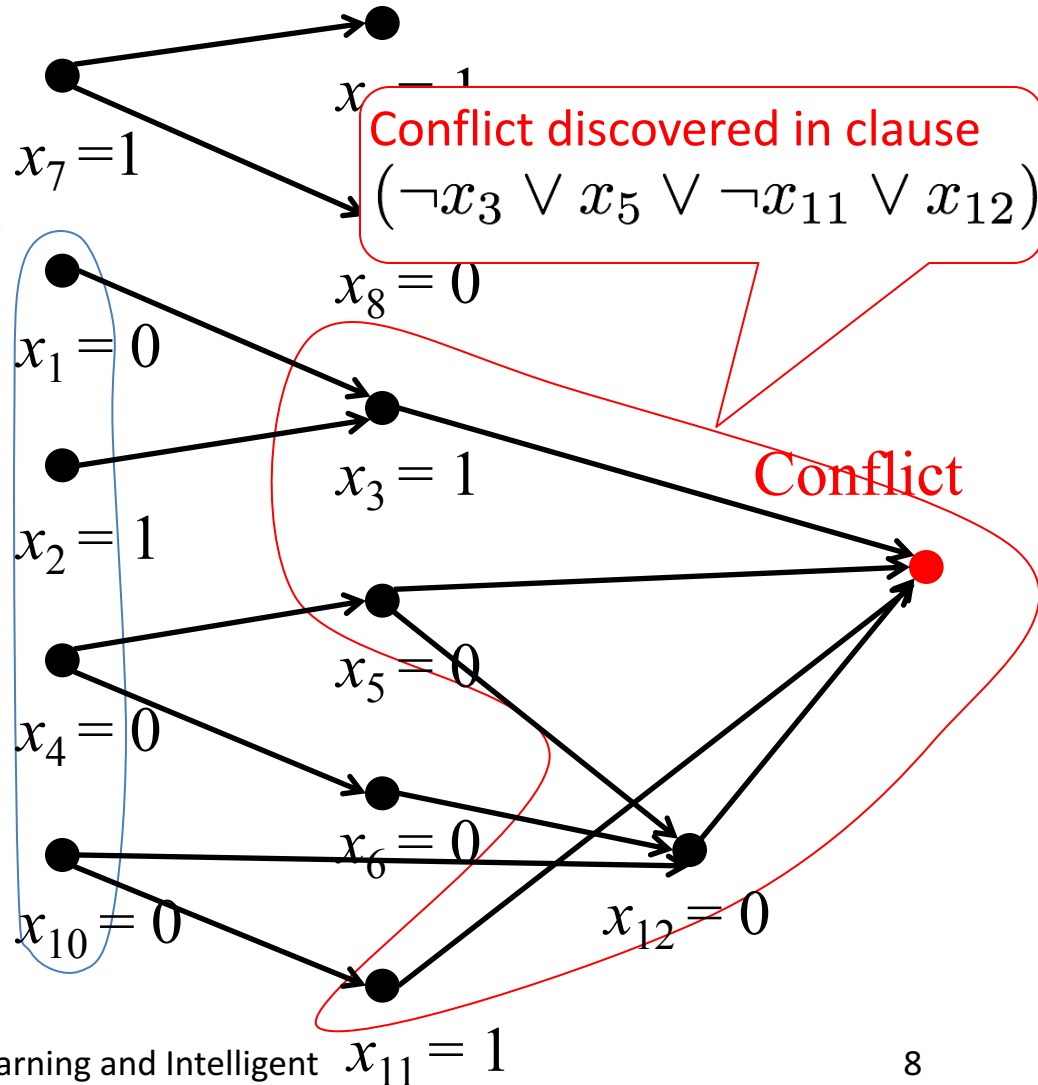 x₇ = 1
x = 1
Conflict discovered in clause
(¬x₃ ∨ x₅ ∨ ¬x₁₁ ∨ x₁₂)
x₈ = 0
x₁ = 0
x₃ = 1
Conflict
x₂ = 1
x₅ = 0
x₄ = 0
x₆ = 0
x₁₀ = 0
x₁₂ = 0
x₁₁ = 1
arning and Intelligent
8